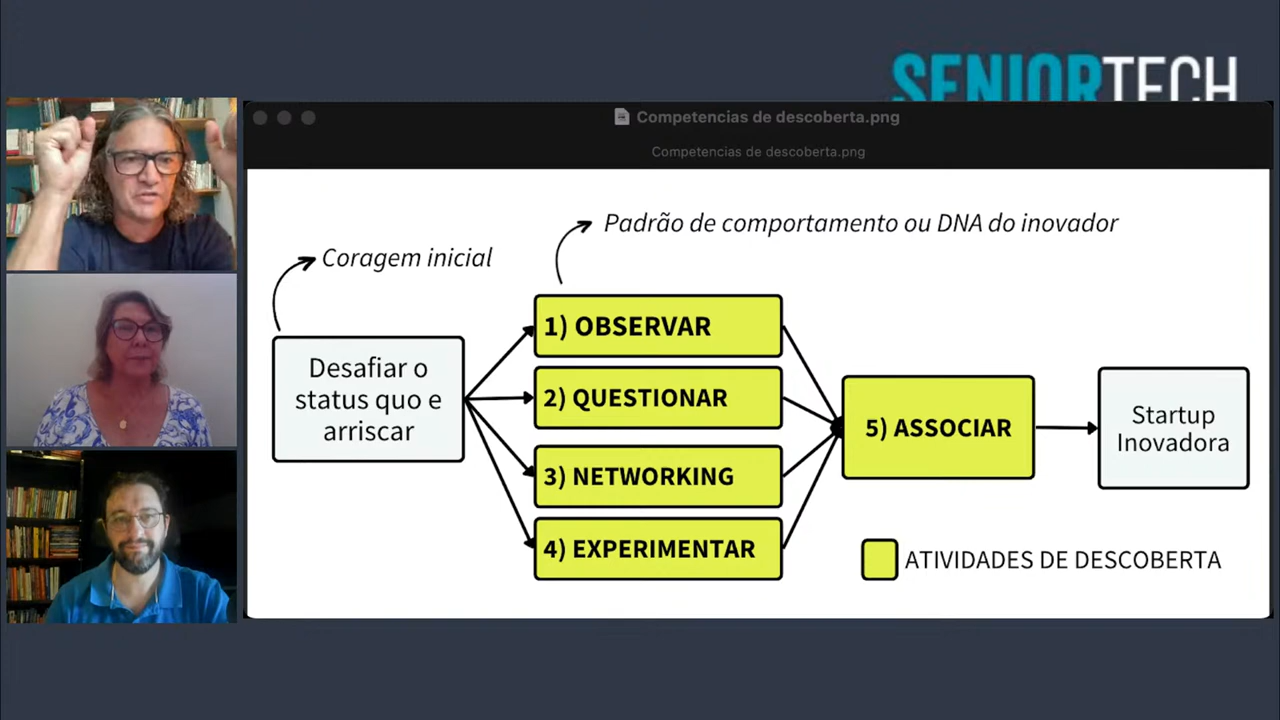 SENIORTECH
Competencias de descoberta.png
Competencias de descoberta.png
Padrão de comportamento ou DNA do inovador
Coragem inicial
Desafiar o
status quo e
arriscar
1) OBSERVAR
2) QUESTIONAR
3) NETWORKING
4) EXPERIMENTAR
5) ASSOCIAR
Startup
Inovadora
ATIVIDADES DE DESCOBERTA